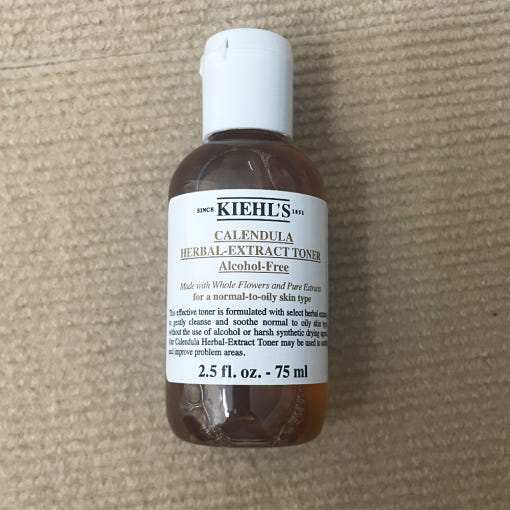 SINCE KIEHL'S 1851
CALENDULA
HERBAL-EXTRACT TONER
Alcohol-Free
Made with Whole Flowers and Pure Extracts
for a normal-to-oily skin type
This effective toner is formulated with select herbal
to gently cleanse and soothe normal to oily skin
without the use of alcohol or harsh synthetic drying
Our Calendula Herbal-Extract Toner may be used to
and improve problem areas.
2.5 fl. oz. - 75 ml